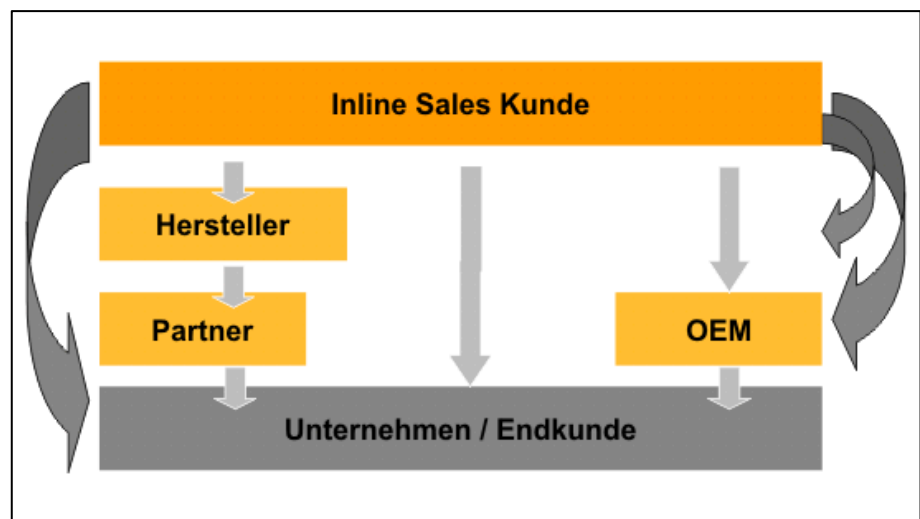 Inline Sales Kunde
Hersteller
Partner
OEM
Unternehmen / Endkunde